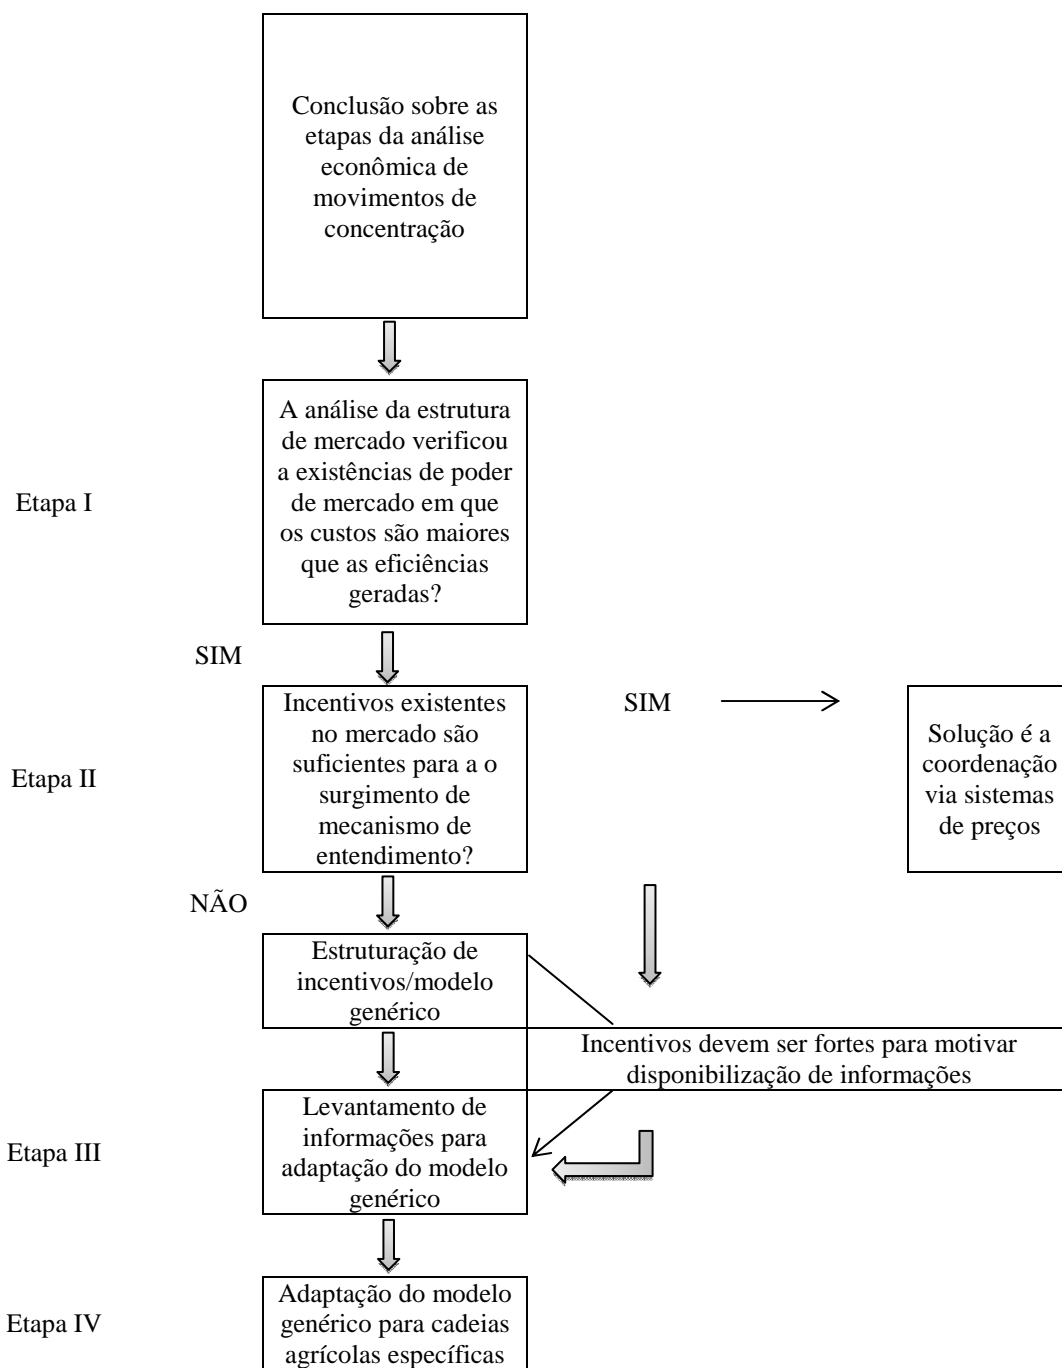 Conclusão sobre as
etapas da análise
econômica de
movimentos de
concentração
Etapa I
A análise da estrutura
de mercado verificou
a existências de poder
de mercado em que
os custos são maiores
que as eficiências
geradas?
SIM
Etapa II
Incentivos existentes
no mercado são
suficientes para a o
surgimento de
mecanismo de
entendimento?
SIM
Solução é a
coordenação
via sistemas
de preços
NÃO
Estruturação de
incentivos/modelo
genérico
Incentivos devem ser fortes para motivar
disponibilização de informações
Etapa III
Levantamento de
informações para
adaptação do modelo
genérico
Etapa IV
Adaptação do modelo
genérico para cadeias
agrícolas específicas